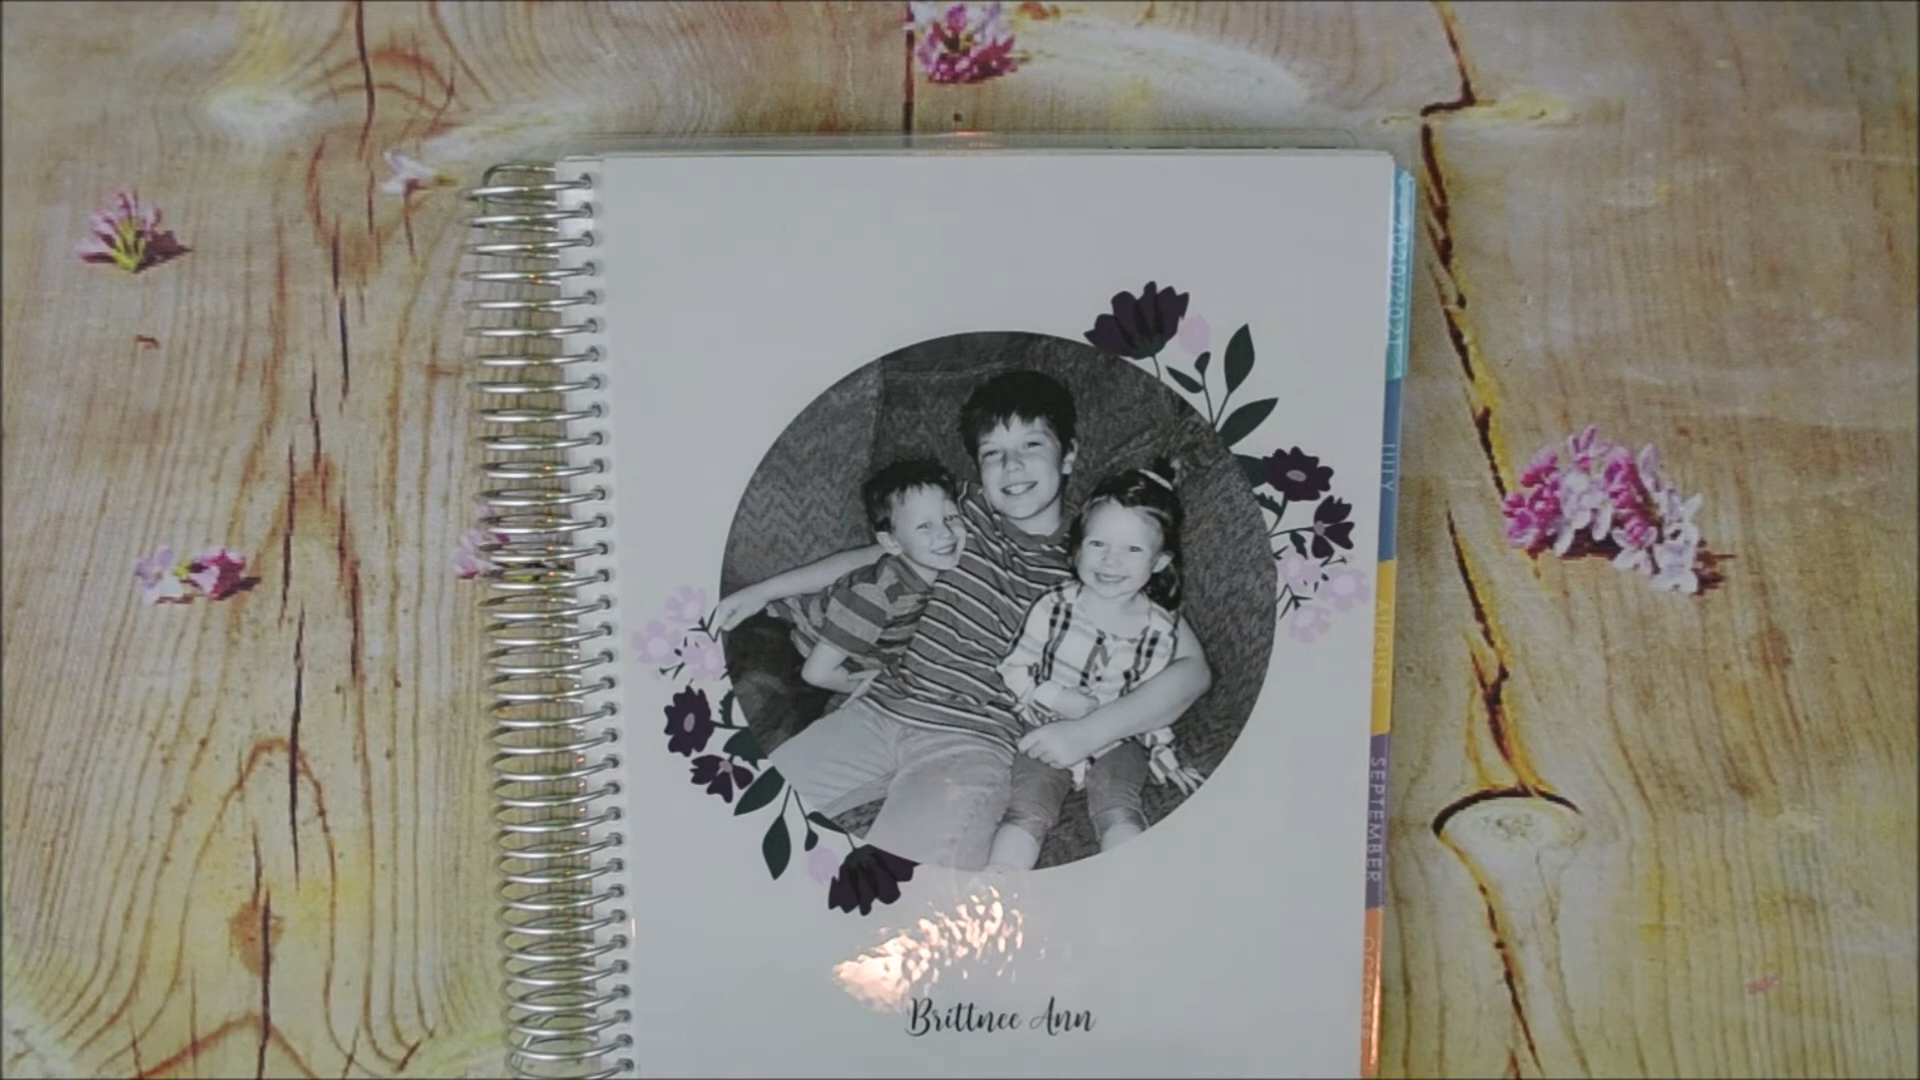 2020/2021
JULY
AUGUST
SEPTEMBER
OCTOBER
Brittnee Ann